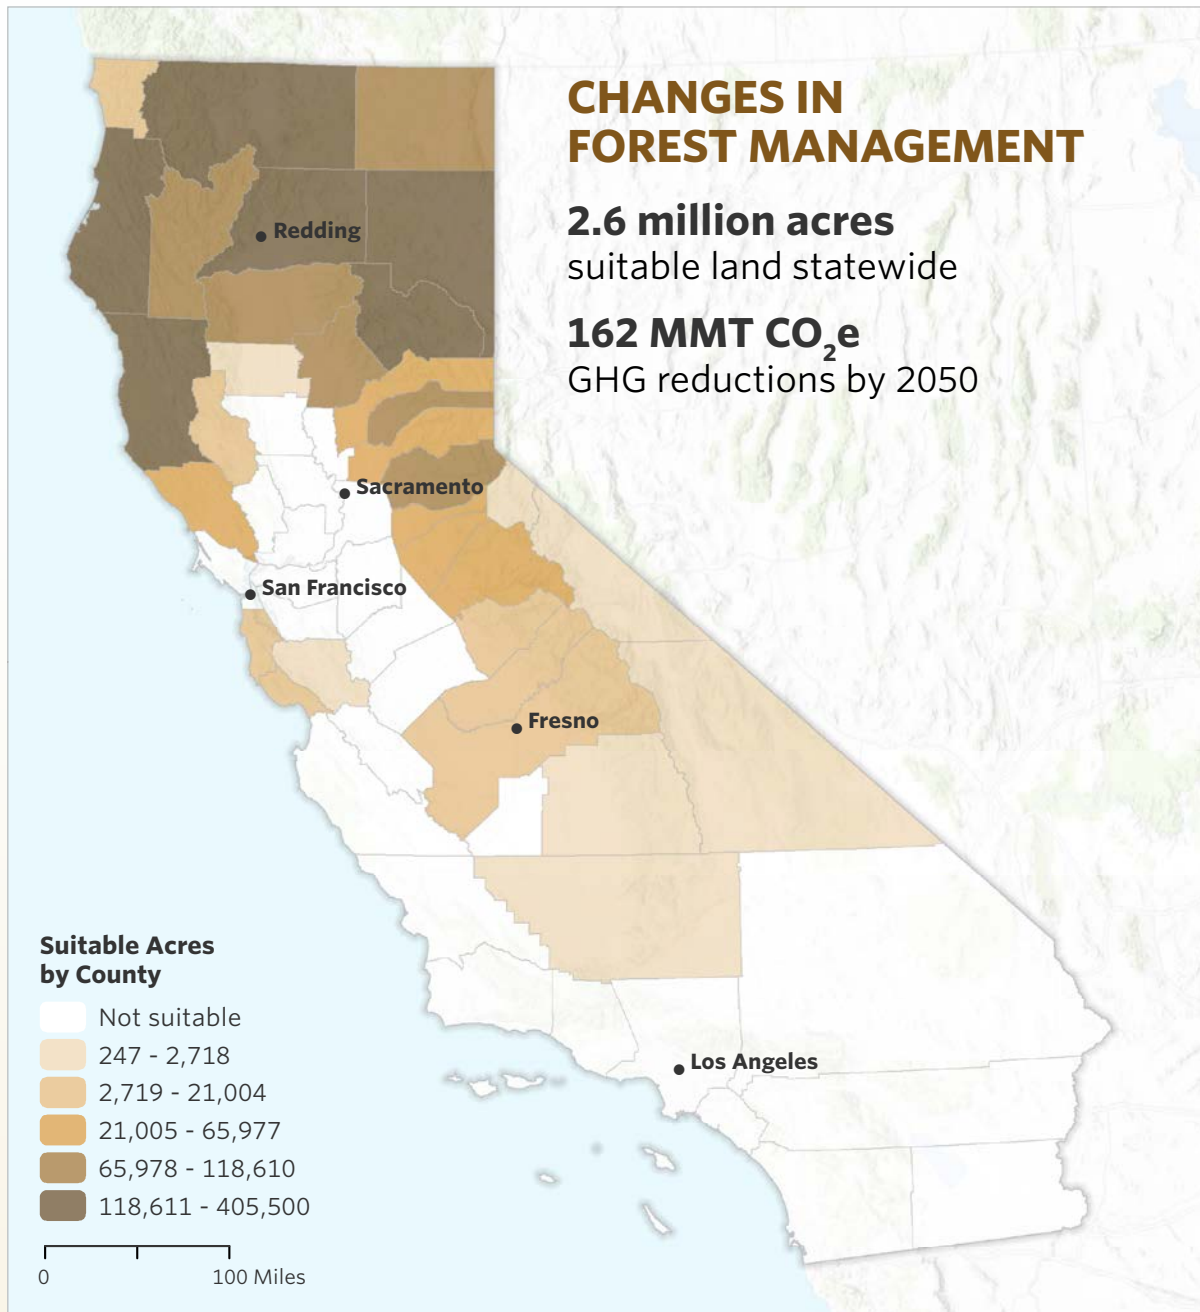 CHANGES IN
FOREST MANAGEMENT
2.6 million acres
suitable land statewide
162 MMT CO₂e
GHG reductions by 2050
Redding
Sacramento
San Francisco
Fresno
Los Angeles
Suitable Acres
by County
Not suitable
247 - 2,718
2,719 - 21,004
21,005 - 65,977
65,978 - 118,610
118,611 - 405,500
0 100 Miles